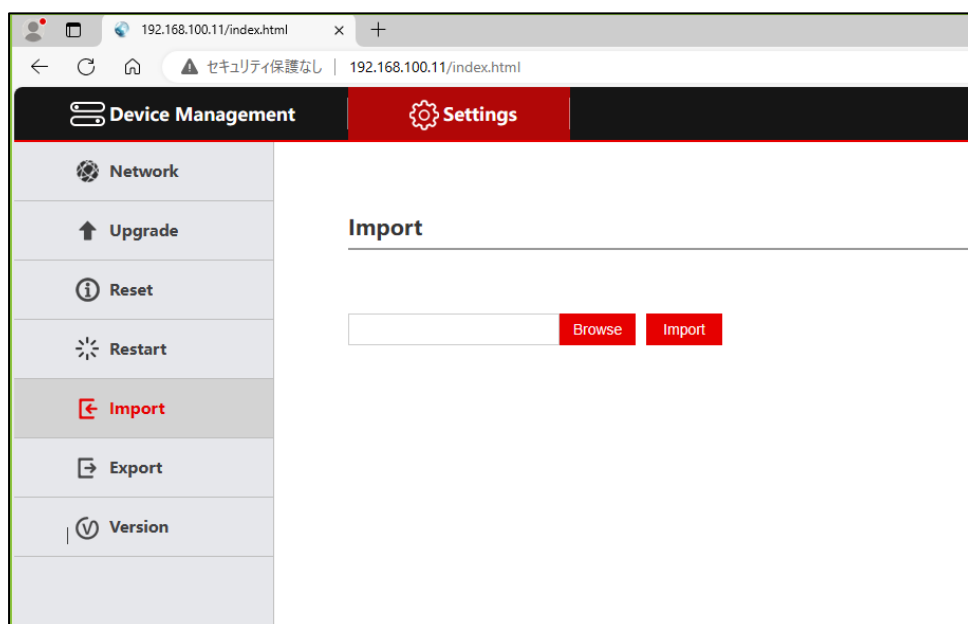 192.168.100.11/index.html
セキュリティ保護なし | 192.168.100.11/index.html
Device Management
Settings
Network
Upgrade
Reset
Restart
Import
Export
Version
Import
Browse
Import